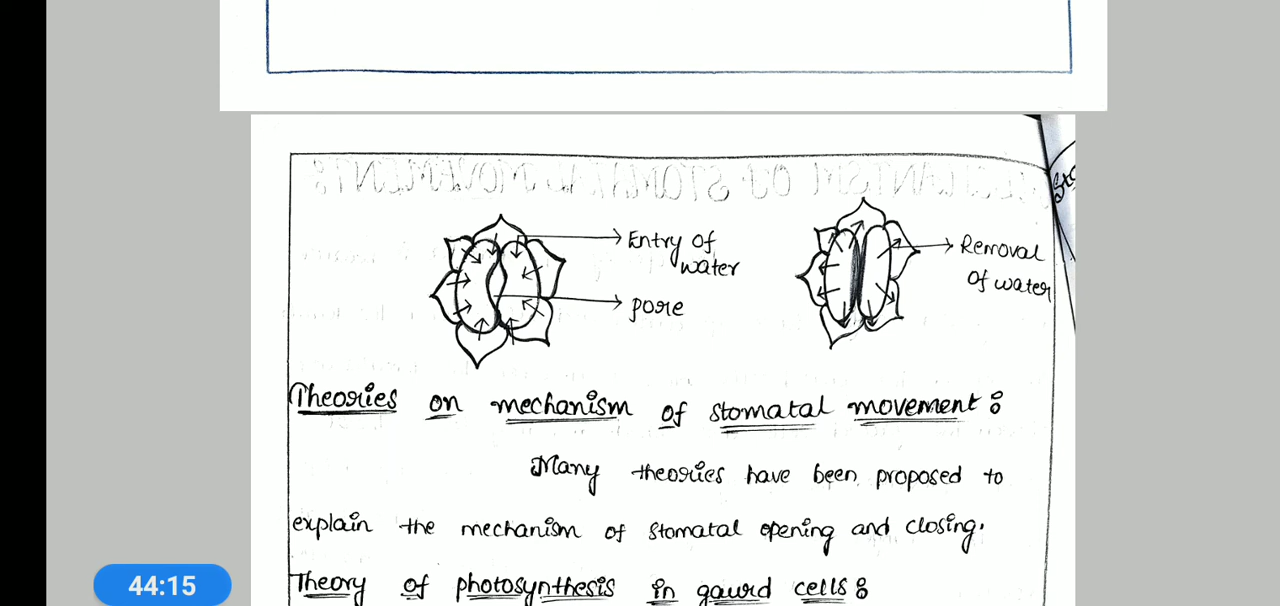 Entry of
water
pore
Removal
of water
Theories on mechanism of stomatal movement:
Many theories have been proposed to
explain the mechanism of stomatal opening and closing.
Theory of photosynthesis in gaurd cells:
44:15